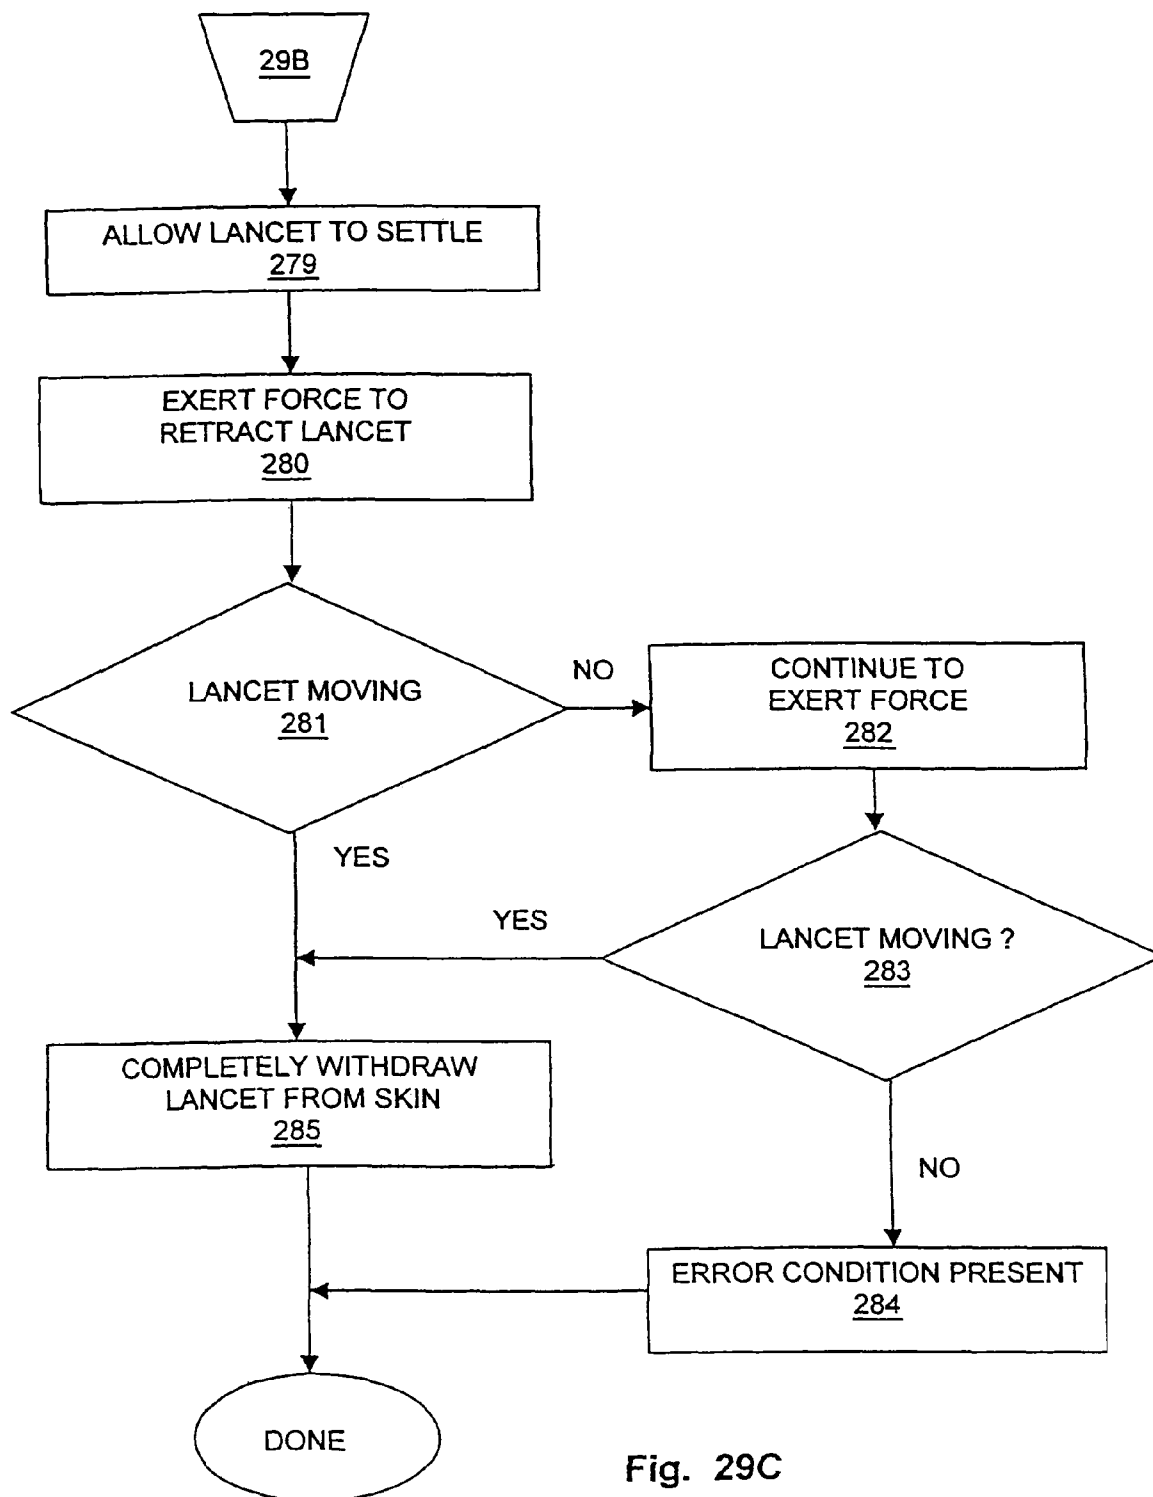 29B
ALLOW LANCET TO SETTLE
279
EXERT FORCE TO
RETRACT LANCET
280
LANCET MOVING
281
NO
CONTINUE TO
EXERT FORCE
282
YES
YES
LANCET MOVING ?
283
COMPLETELY WITHDRAW
LANCET FROM SKIN
285
NO
ERROR CONDITION PRESENT
284
DONE
Fig. 29C